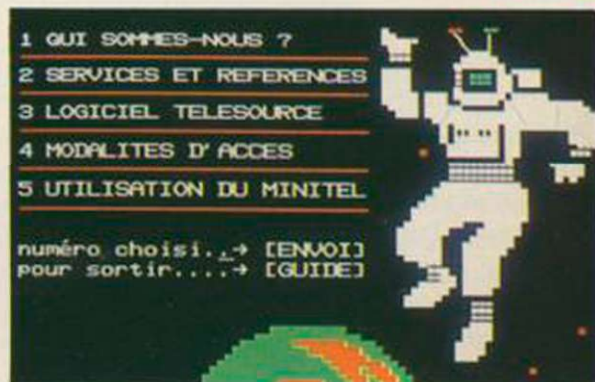 1 QUI SOMMES-NOUS ?
2 SERVICES ET REFERENCES
3 LOGICIEL TELESOURCE
4 MODALITES D'ACCES
5 UTILISATION DU MINITEL
numéro choisi..→ [ENVOI]
pour sortir....→ [GUIDE]